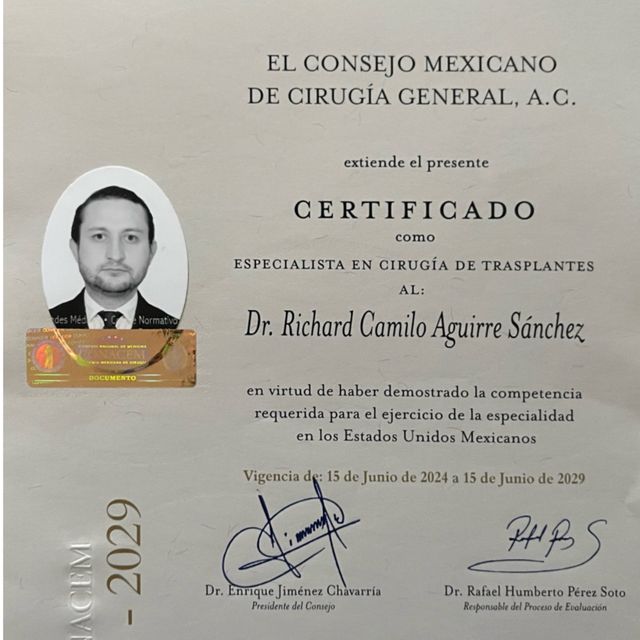 EL CONSEJO MEXICANO
DE CIRUGÍA GENERAL, A.C.
extiende el presente
CERTIFICADO
como
ESPECIALISTA EN CIRUGÍA DE TRASPLANTES
AL:
Dr. Richard Camilo Aguirre Sánchez
en virtud de haber demostrado la competencia
requerida para el ejercicio de la especialidad
en los Estados Unidos Mexicanos
Vigencia de: 15 de Junio de 2024 a 15 de Junio de 2029
Dr. Enrique Jiménez Chavarría
Presidente del Consejo
Dr. Rafael Humberto Pérez Soto
Responsable del Proceso de Evaluación
Normativo
CONACEM
DOCUMENTO
NACEM
- 2029